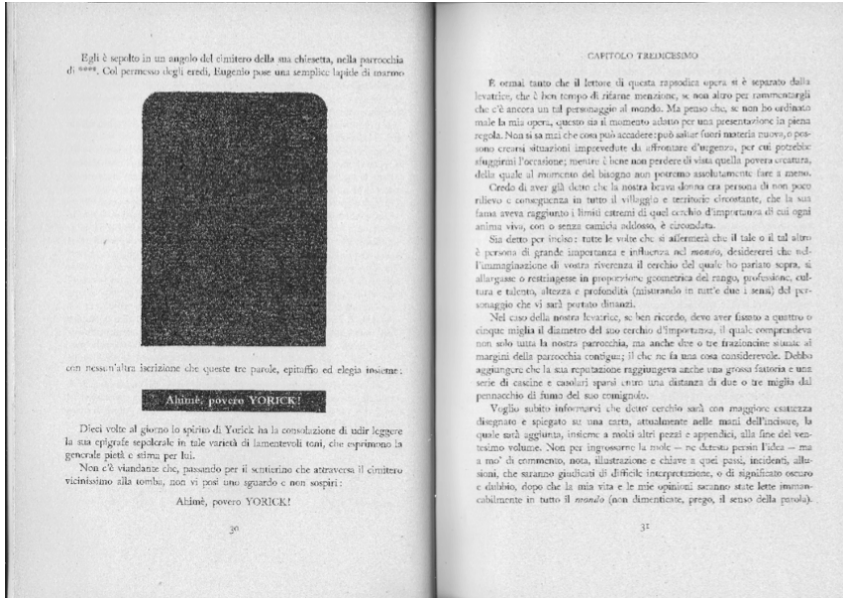 Egli è sepolto in un angolo del cimitero della sua chiesetta, nella parrocchia
di ****. Col permesso degli eredi, Eugenio pose una semplice lapide di marmo
con nessun'altra iscrizione che queste tre parole, epitaffio ed elegia insieme:
Ahimè, povero YORICK!
Dieci volte al giorno lo spirito di Yorick ha la consolazione di udir leggere
la sua epigrafe sepolcrale in tale varietà di lamentevoli toni, che esprimono la
generale pietà e stima per lui.
Non c'è viandante che, passando per il sentierino che attraversa il cimitero
vicinissimo alla tomba, non vi posi uno sguardo e non sospiri:
Ahimè, povero YORICK!
30
CAPITOLO TREDICESIMO
È ormai tanto che il lettore di questa rapsodica opera si è separato dalla
levatrice, che è ben tempo di rifarne menzione, se non altro per rammentargli
che c'è ancora un tal personaggio al mondo. Ma penso che, se non ho ordinato
male la mia opera, questo sia il momento adatto per una presentazione in piena
regola. Non si sa mai che cosa può accadere: può saltar fuori materia nuova, o pos-
sono crearsi situazioni imprevedute da affrontare d'urgenza, per cui potrebbe
sfuggirmi l'occasione; mentre è bene non perdere di vista quella povera creatura,
della quale al momento del bisogno non potremo assolutamente fare a meno.
Credo di aver già detto che la nostra brava donna era persona di non poco
rilievo e conseguenza in tutto il villaggio e territorio circostante, che la sua
fama aveva raggiunto i limiti estremi di quel cerchio d'importanza di cui ogni
anima viva, con o senza camicia addosso, è circondata.
Sia detto per inciso: tutte le volte che si affermerà che il tale o il tal altro
è persona di grande importanza e influenza nel mondo, desidererei che nel-
l'immaginazione di vostra riverenza il cerchio del quale ho parlato sopra, si
allargasse o restringesse in proporzione geometrica del rango, professione, cul-
tura e talento, altezza e profondità (misurando in tutt'e due i sensi) del per-
sonaggio che vi sarà portato dinanzi.
Nel caso della nostra levatrice, se ben ricordo, devo aver fissato a quattro o
cinque miglia il diametro del suo cerchio d'importanza, il quale comprendeva
non solo tutta la nostra parrocchia, ma anche due o tre frazioncine situate ai
margini della parrocchia contigua; il che ne fa una cosa considerevole. Debbo
aggiungere che la sua reputazione raggiungeva anche una grossa fattoria e una
serie di cascine e casolari sparsi entro una distanza di due o tre miglia dal
pennacchio di fumo del suo comignolo.
Voglio subito informarvi che detto cerchio sarà con maggiore esattezza
disegnato e spiegato su una carta, attualmente nelle mani dell'incisore, la
quale sarà aggiunta, insieme a molti altri pezzi e appendici, alla fine del ven-
tesimo volume. Non per ingrossarne la mole — ne detesto persin l'idea — ma
a mo' di commento, nota, illustrazione e chiave a quei passi, incidenti, allu-
sioni, che saranno giudicati di difficile interpretazione, o di significato oscuro
e dubbio, dopo che la mia vita e le mie opinioni saranno state lette imman-
cabilmente in tutto il mondo (non dimenticate, prego, il senso della parola).
31